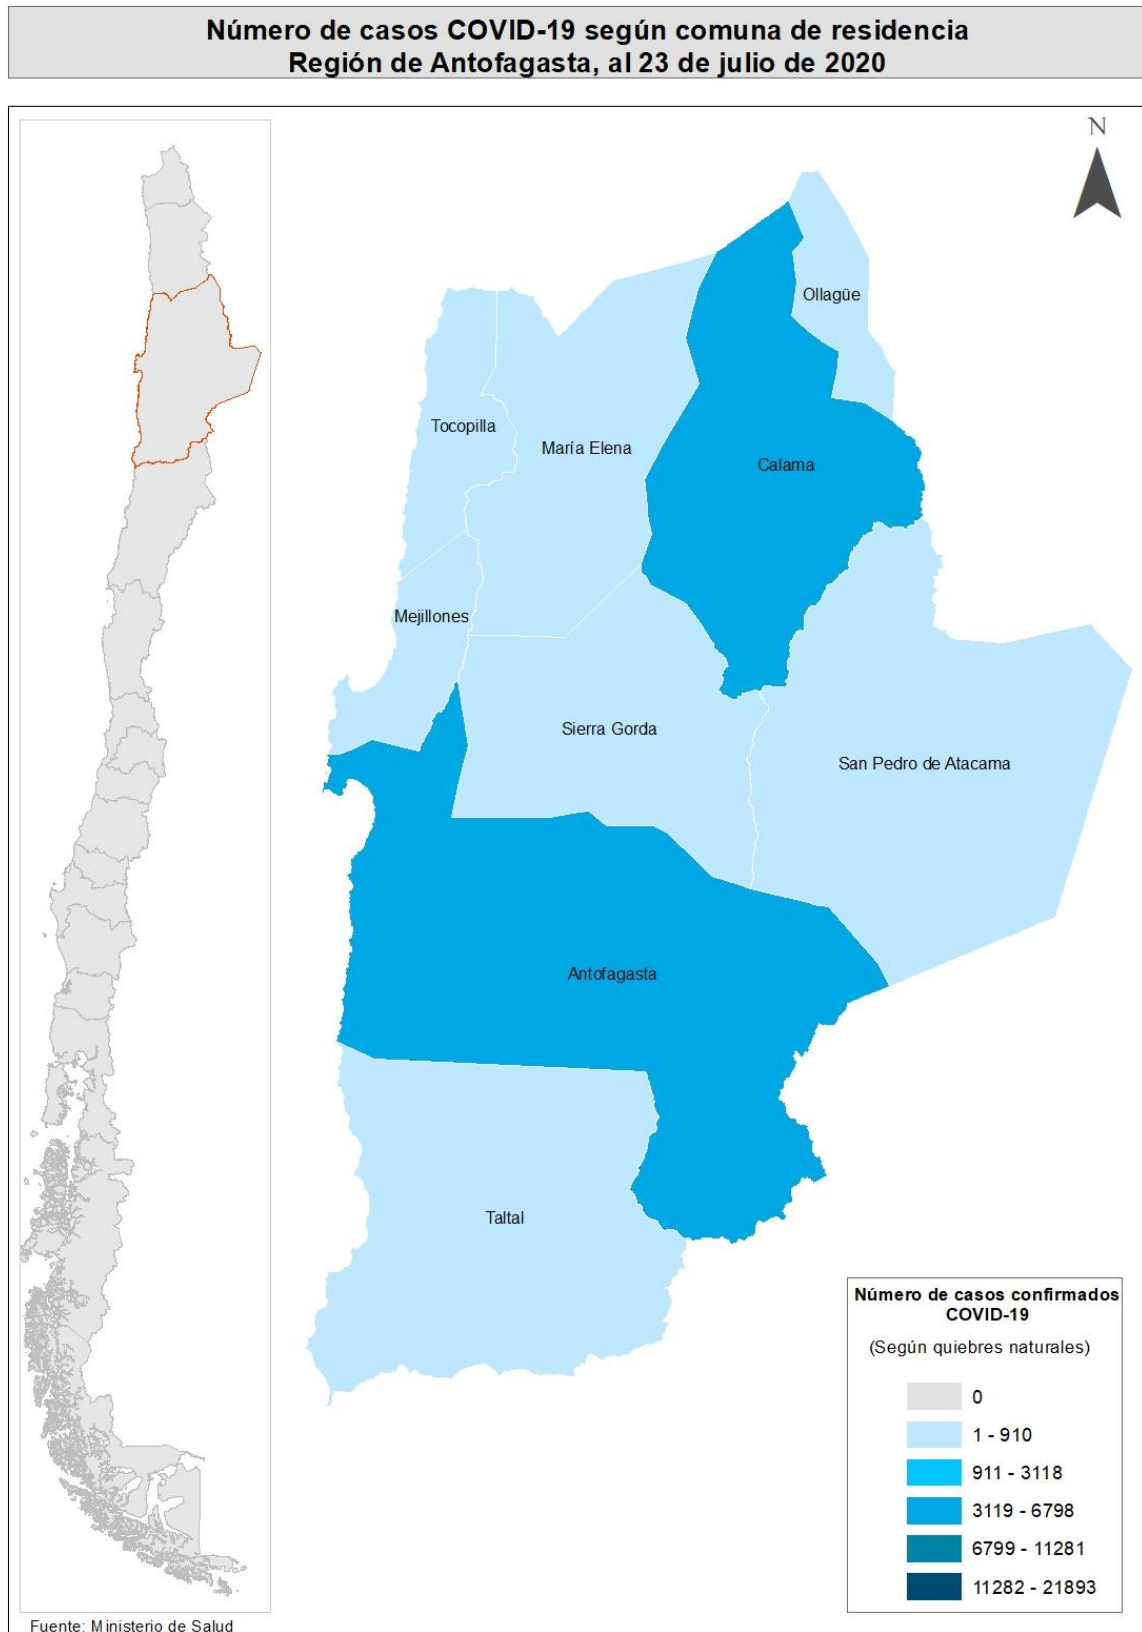 Número de casos COVID-19 según comuna de residencia
Región de Antofagasta, al 23 de julio de 2020
N
Ollagüe
Tocopilla
María Elena
Calama
Mejillones
Sierra Gorda
San Pedro de Atacama
Antofagasta
Taltal
Número de casos confirmados
COVID-19
(Según quiebres naturales)
0
1 - 910
911 - 3118
3119 - 6798
6799 - 11281
11282 - 21893
Fuente: Ministerio de Salud